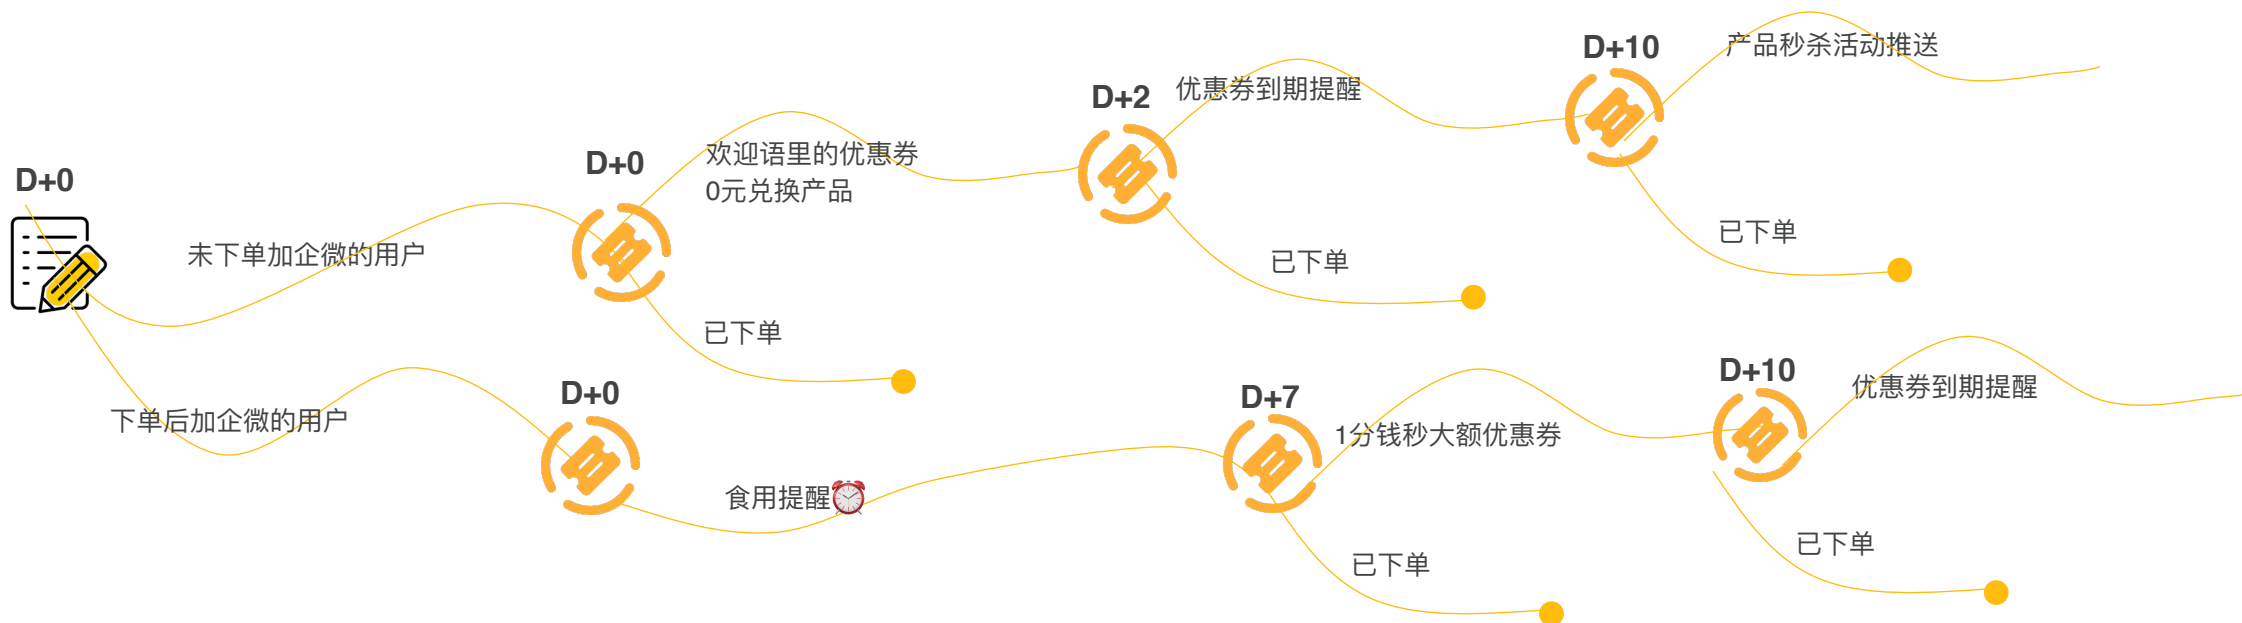 D+0
未下单加企微的用户
D+0
欢迎语里的优惠券
0元兑换产品
已下单
D+2
优惠券到期提醒
已下单
D+10
产品秒杀活动推送
已下单
下单后加企微的用户
D+0
食用提醒⏰
D+7
1分钱秒大额优惠券
已下单
D+10
优惠券到期提醒
已下单